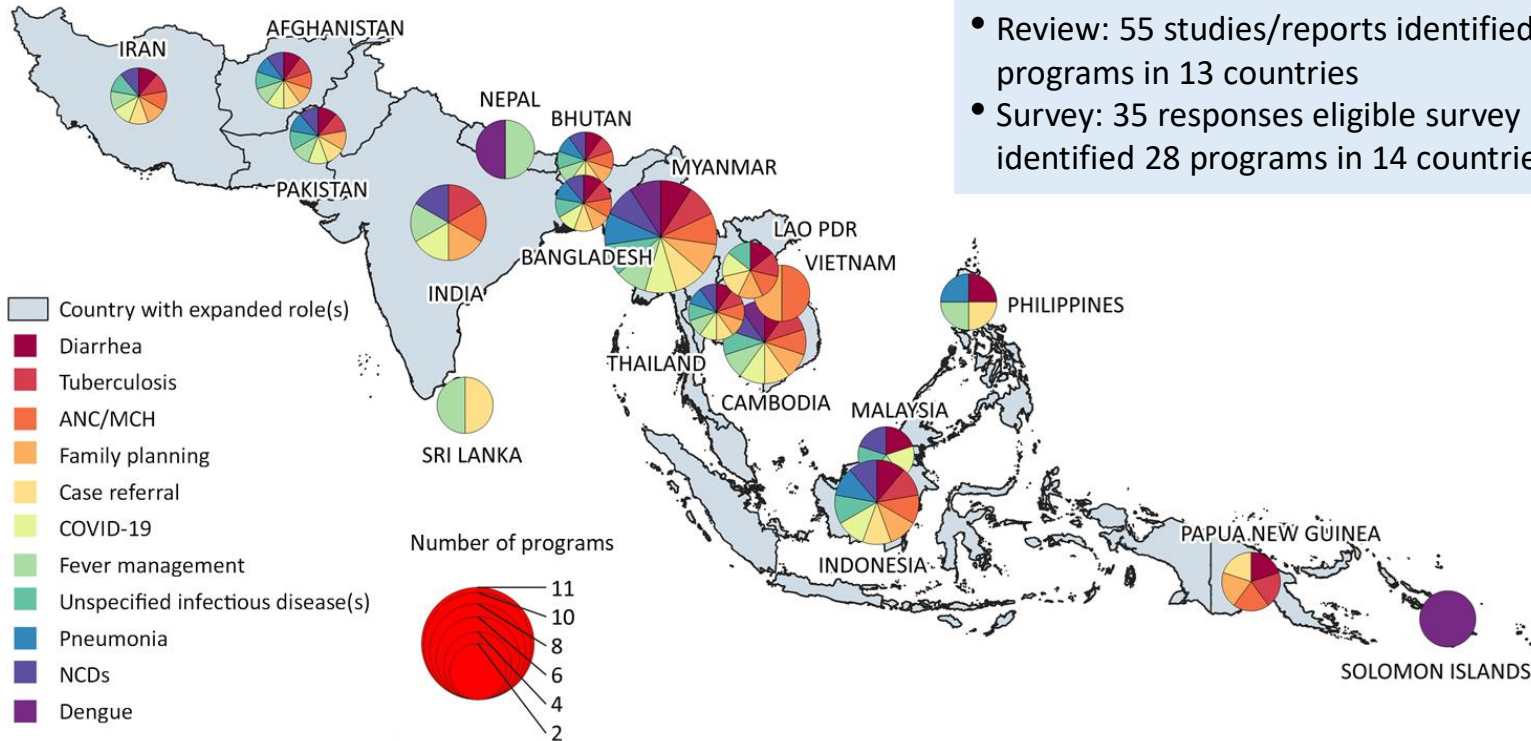 • Review: 55 studies/reports identified
programs in 13 countries
• Survey: 35 responses eligible survey
identified 28 programs in 14 countrie
IRAN
AFGHANISTAN
PAKISTAN
NEPAL
BHUTAN
MYANMAR
BANGLADESH
INDIA
LAO PDR
VIETNAM
THAILAND
CAMBODIA
PHILIPPINES
SRI LANKA
MALAYSIA
INDONESIA
PAPUA NEW GUINEA
SOLOMON ISLANDS
Country with expanded role(s)
Diarrhea
Tuberculosis
ANC/MCH
Family planning
Case referral
COVID-19
Fever management
Unspecified infectious disease(s)
Pneumonia
NCDs
Dengue
Number of programs
11
10
8
6
4
2